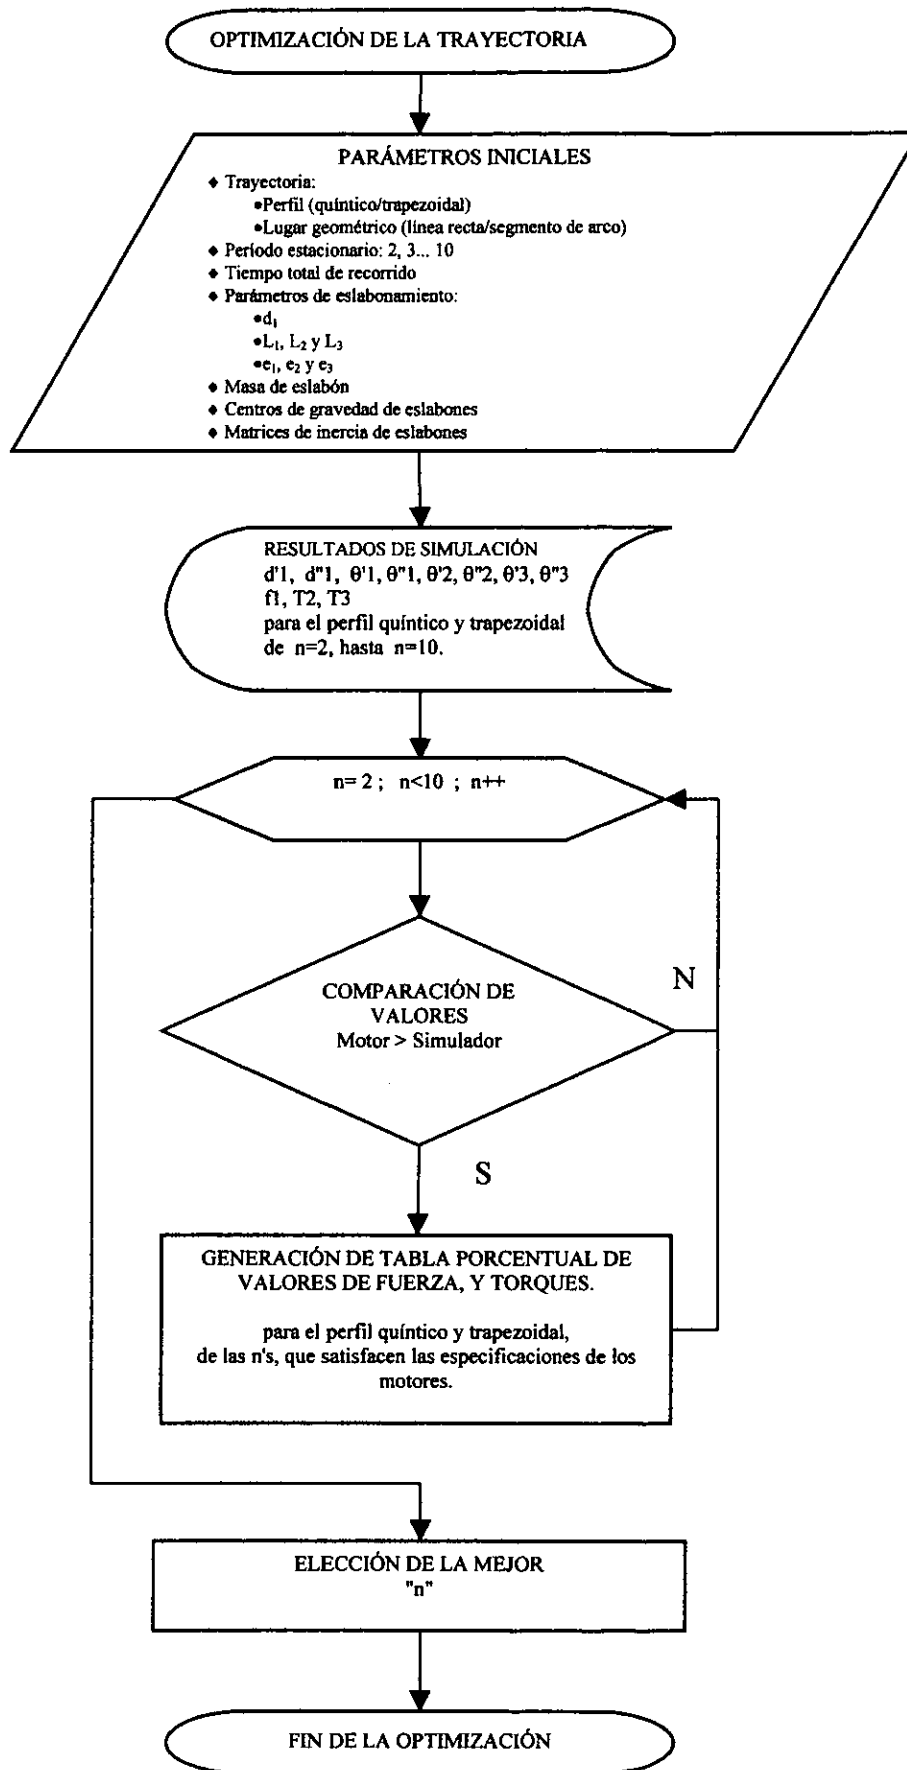 OPTIMIZACIÓN DE LA TRAYECTORIA
PARÁMETROS INICIALES
♦ Trayectoria:
•Perfil (quíntico/trapezoidal)
•Lugar geométrico (línea recta/segmento de arco)
♦ Período estacionario: 2, 3... 10
♦ Tiempo total de recorrido
♦ Parámetros de eslabonamiento:
•d₁
•L₁, L₂ y L₃
•e₁, e₂ y e₃
♦ Masa de eslabón
♦ Centros de gravedad de eslabones
♦ Matrices de inercia de eslabones
RESULTADOS DE SIMULACIÓN
d'1, d"1, θ'1, θ"1, θ'2, θ"2, θ'3, θ"3
f1, T2, T3
para el perfil quíntico y trapezoidal
de n=2, hasta n=10.
n= 2 ; n<10 ; n++
COMPARACIÓN DE
VALORES
Motor > Simulador
N
S
GENERACIÓN DE TABLA PORCENTUAL DE
VALORES DE FUERZA, Y TORQUES.
para el perfil quíntico y trapezoidal,
de las n's, que satisfacen las especificaciones de los
motores.
ELECCIÓN DE LA MEJOR
"n"
FIN DE LA OPTIMIZACIÓN